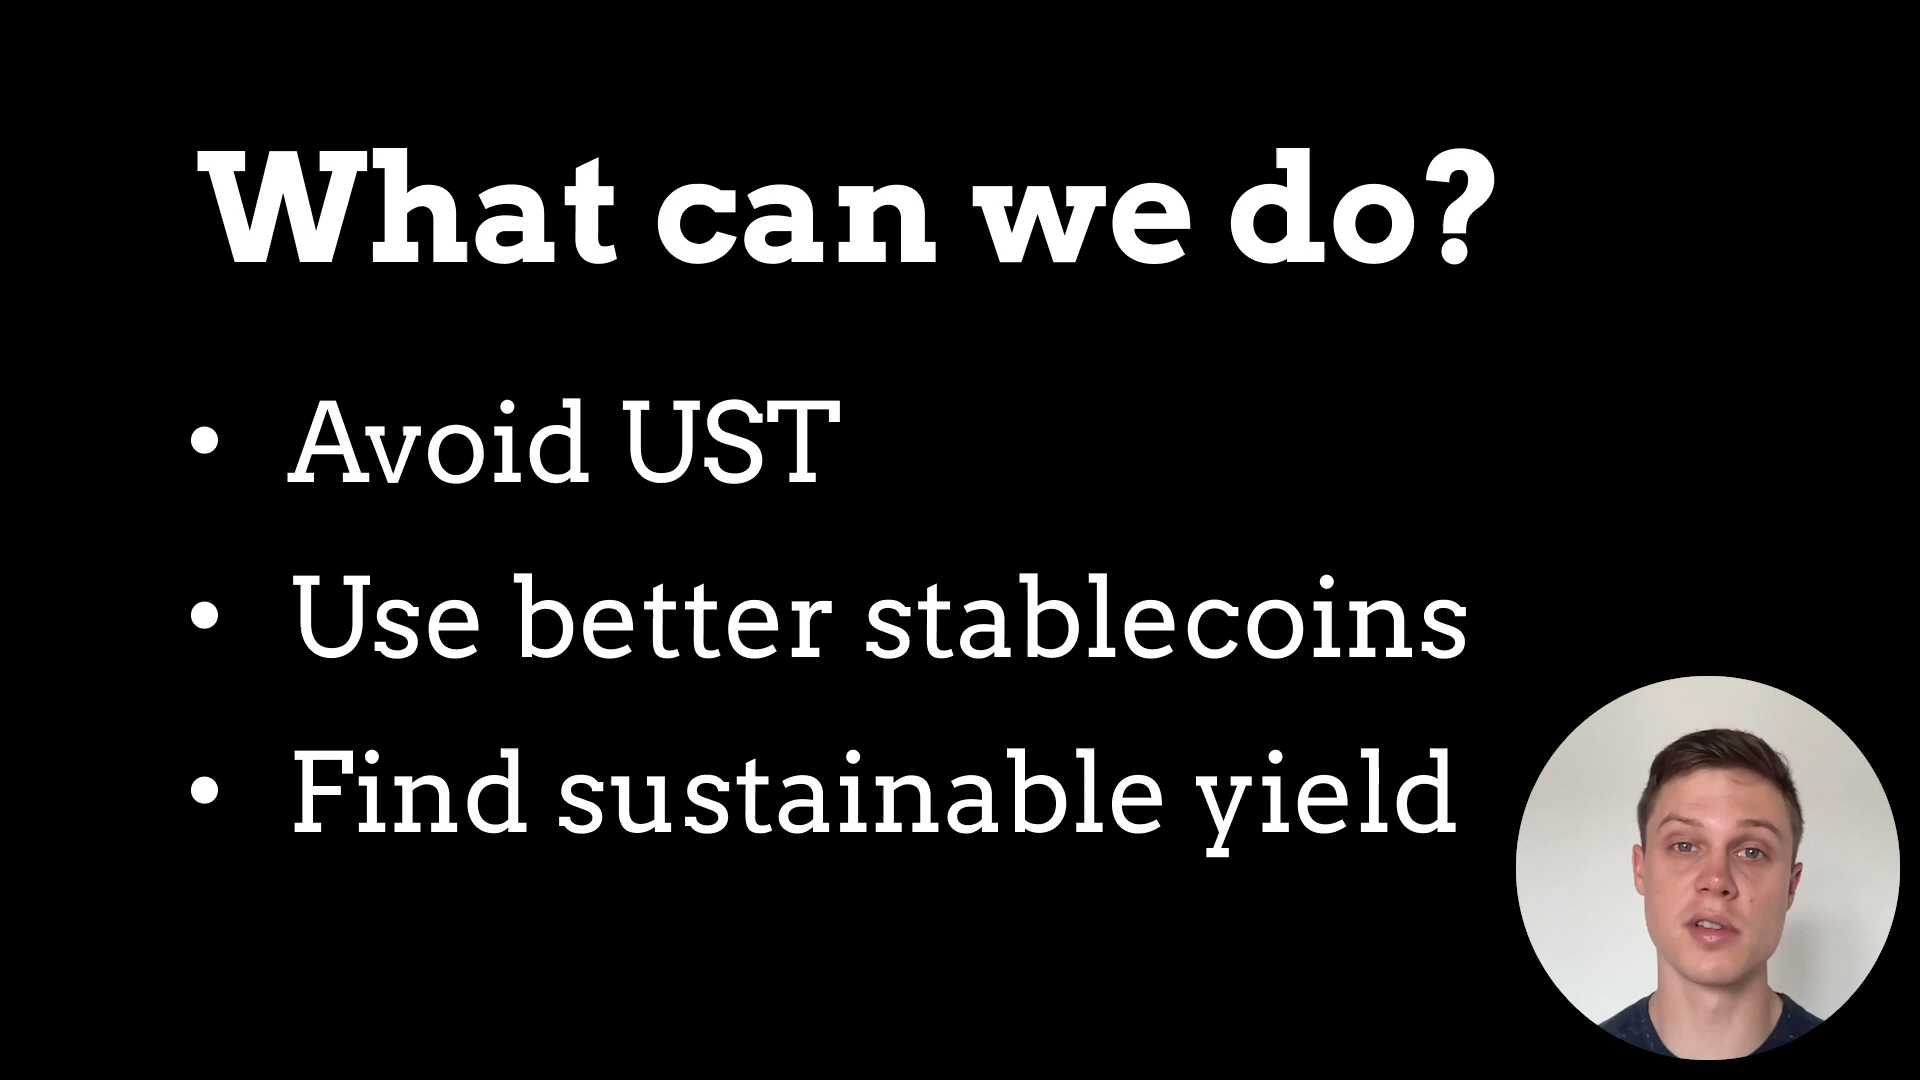 What can we do?
• Avoid UST
• Use better stablecoins
• Find sustainable yield